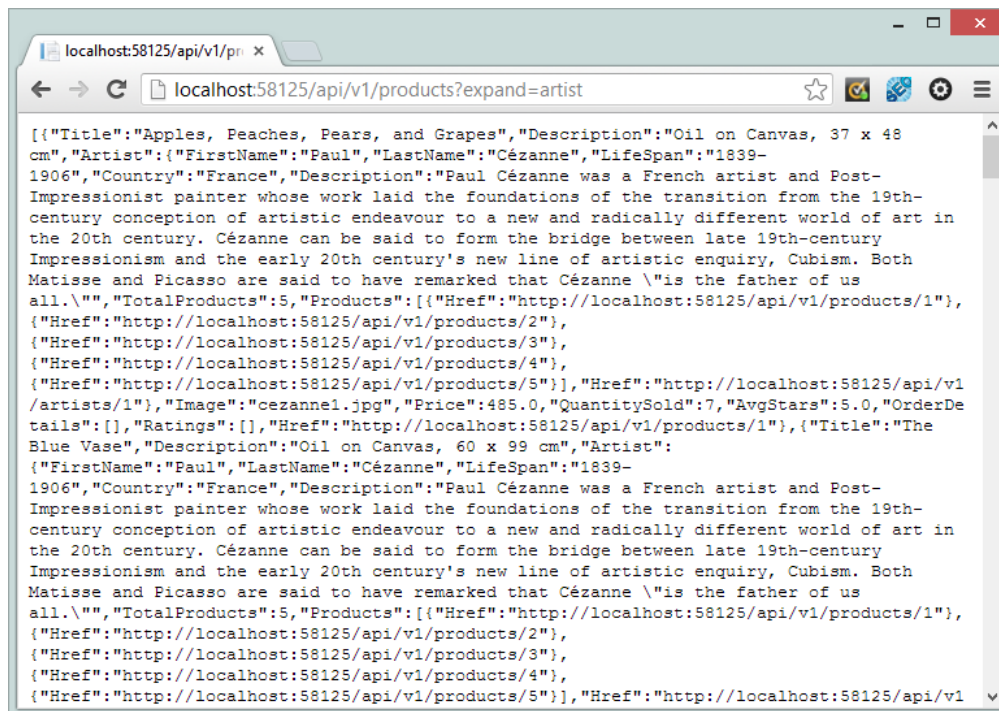 localhost:58125/api/v1/pr
localhost:58125/api/v1/products?expand=artist
[{"Title":"Apples, Peaches, Pears, and Grapes","Description":"Oil on Canvas, 37 x 48
cm","Artist":{"FirstName":"Paul","LastName":"Cézanne","LifeSpan":"1839-
1906","Country":"France","Description":"Paul Cézanne was a French artist and Post-
Impressionist painter whose work laid the foundations of the transition from the 19th-
century conception of artistic endeavour to a new and radically different world of art in
the 20th century. Cézanne can be said to form the bridge between late 19th-century
Impressionism and the early 20th century's new line of artistic enquiry, Cubism. Both
Matisse and Picasso are said to have remarked that Cézanne \"is the father of us
all.\"","TotalProducts":5,"Products":[{"Href":"http://localhost:58125/api/v1/products/1"},
{"Href":"http://localhost:58125/api/v1/products/2"},
{"Href":"http://localhost:58125/api/v1/products/3"},
{"Href":"http://localhost:58125/api/v1/products/4"},
{"Href":"http://localhost:58125/api/v1/products/5"}],"Href":"http://localhost:58125/api/v1
/artists/1"},"Image":"cezanne1.jpg","Price":485.0,"QuantitySold":7,"AvgStars":5.0,"OrderDe
tails":[],"Ratings":[],"Href":"http://localhost:58125/api/v1/products/1"},{"Title":"The
Blue Vase","Description":"Oil on Canvas, 60 x 99 cm","Artist":
{"FirstName":"Paul","LastName":"Cézanne","LifeSpan":"1839-
1906","Country":"France","Description":"Paul Cézanne was a French artist and Post-
Impressionist painter whose work laid the foundations of the transition from the 19th-
century conception of artistic endeavour to a new and radically different world of art in
the 20th century. Cézanne can be said to form the bridge between late 19th-century
Impressionism and the early 20th century's new line of artistic enquiry, Cubism. Both
Matisse and Picasso are said to have remarked that Cézanne \"is the father of us
all.\"","TotalProducts":5,"Products":[{"Href":"http://localhost:58125/api/v1/products/1"},
{"Href":"http://localhost:58125/api/v1/products/2"},
{"Href":"http://localhost:58125/api/v1/products/3"},
{"Href":"http://localhost:58125/api/v1/products/4"},
{"Href":"http://localhost:58125/api/v1/products/5"}],"Href":"http://localhost:58125/api/v1